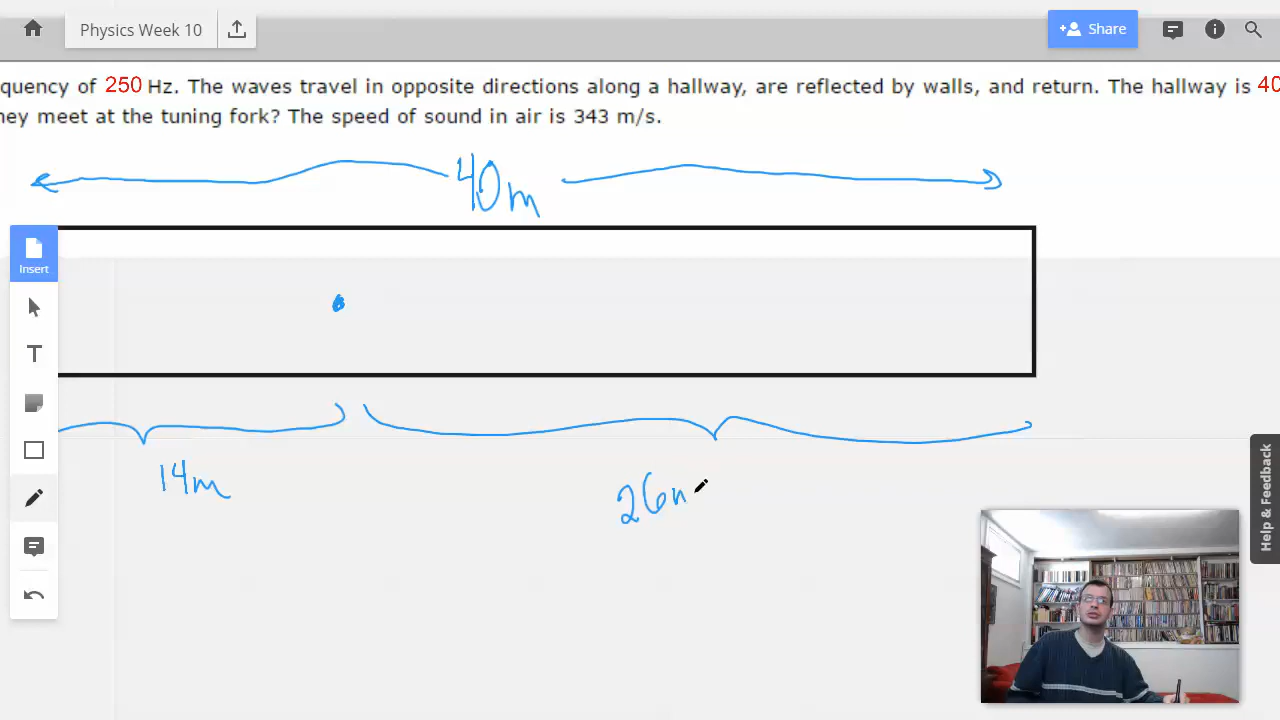 Physics Week 10
Share
quency of 250 Hz. The waves travel in opposite directions along a hallway, are reflected by walls, and return. The hallway is 40
hey meet at the tuning fork? The speed of sound in air is 343 m/s.
40m
Insert
T
14m
26m
Help & Feedback